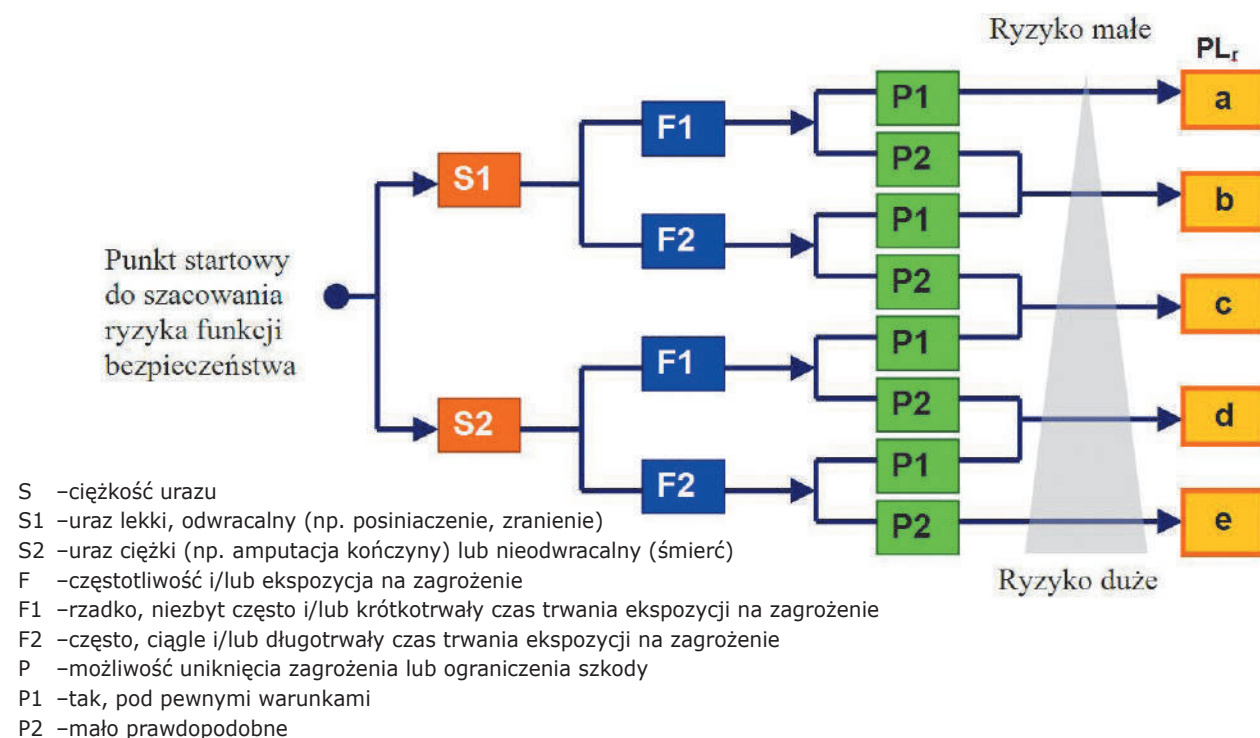 Ryzyko małe
PLr
P1
a
F1
P2
S1
P1
b
F2
P2
Punkt startowy
do szacowania
ryzyka funkcji
bezpieczeństwa
c
P1
F1
P2
d
S2
P1
F2
P2
e
Ryzyko duże
S –ciężkość urazu
S1 –uraz lekki, odwracalny (np. posiniaczenie, zranienie)
S2 –uraz ciężki (np. amputacja kończyny) lub nieodwracalny (śmierć)
F –częstotliwość i/lub ekspozycja na zagrożenie
F1 –rzadko, niezbyt często i/lub krótkotrwały czas trwania ekspozycji na zagrożenie
F2 –często, ciągle i/lub długotrwały czas trwania ekspozycji na zagrożenie
P –możliwość uniknięcia zagrożenia lub ograniczenia szkody
P1 –tak, pod pewnymi warunkami
P2 –mało prawdopodobne